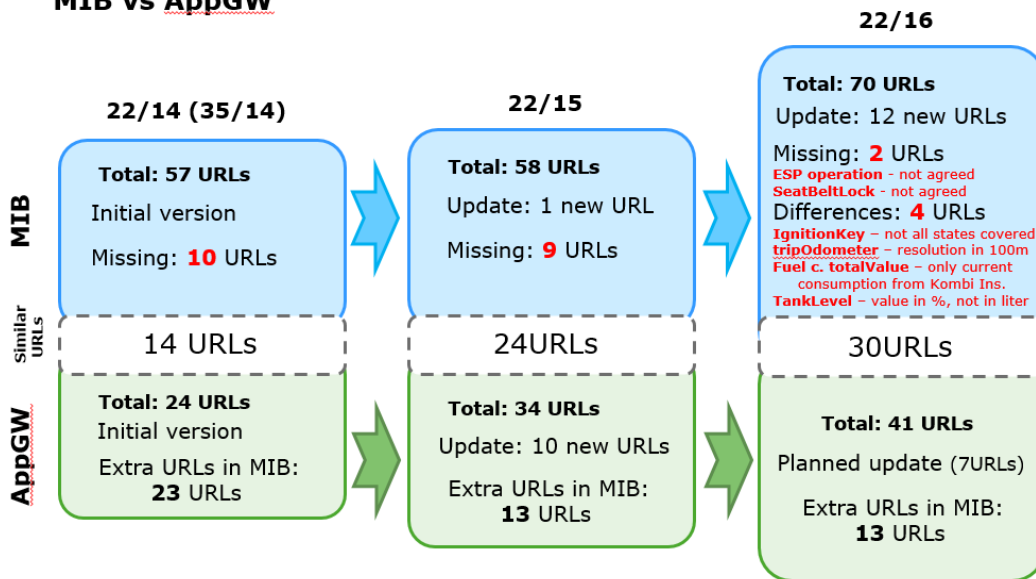 MIB vs AppGW
22/14 (35/14)
22/15
22/16
MIB
Total: 57 URLs
Initial version
Missing: 10 URLs
Total: 58 URLs
Update: 1 new URL
Missing: 9 URLs
Total: 70 URLs
Update: 12 new URLs
Missing: 2 URLs
ESP operation - not agreed
SeatBeltLock - not agreed
Differences: 4 URLs
IgnitionKey – not all states covered
tripOdometer – resolution in 100m
Fuel c. totalValue – only current
consumption from Kombi Ins.
TankLevel – value in %, not in liter
Similar
URLs
14 URLs
24URLs
30URLs
AppGW
Total: 24 URLs
Initial version
Extra URLs in MIB:
23 URLs
Total: 34 URLs
Update: 10 new URLs
Extra URLs in MIB:
13 URLs
Total: 41 URLs
Planned update (7URLs)
Extra URLs in MIB:
13 URLs